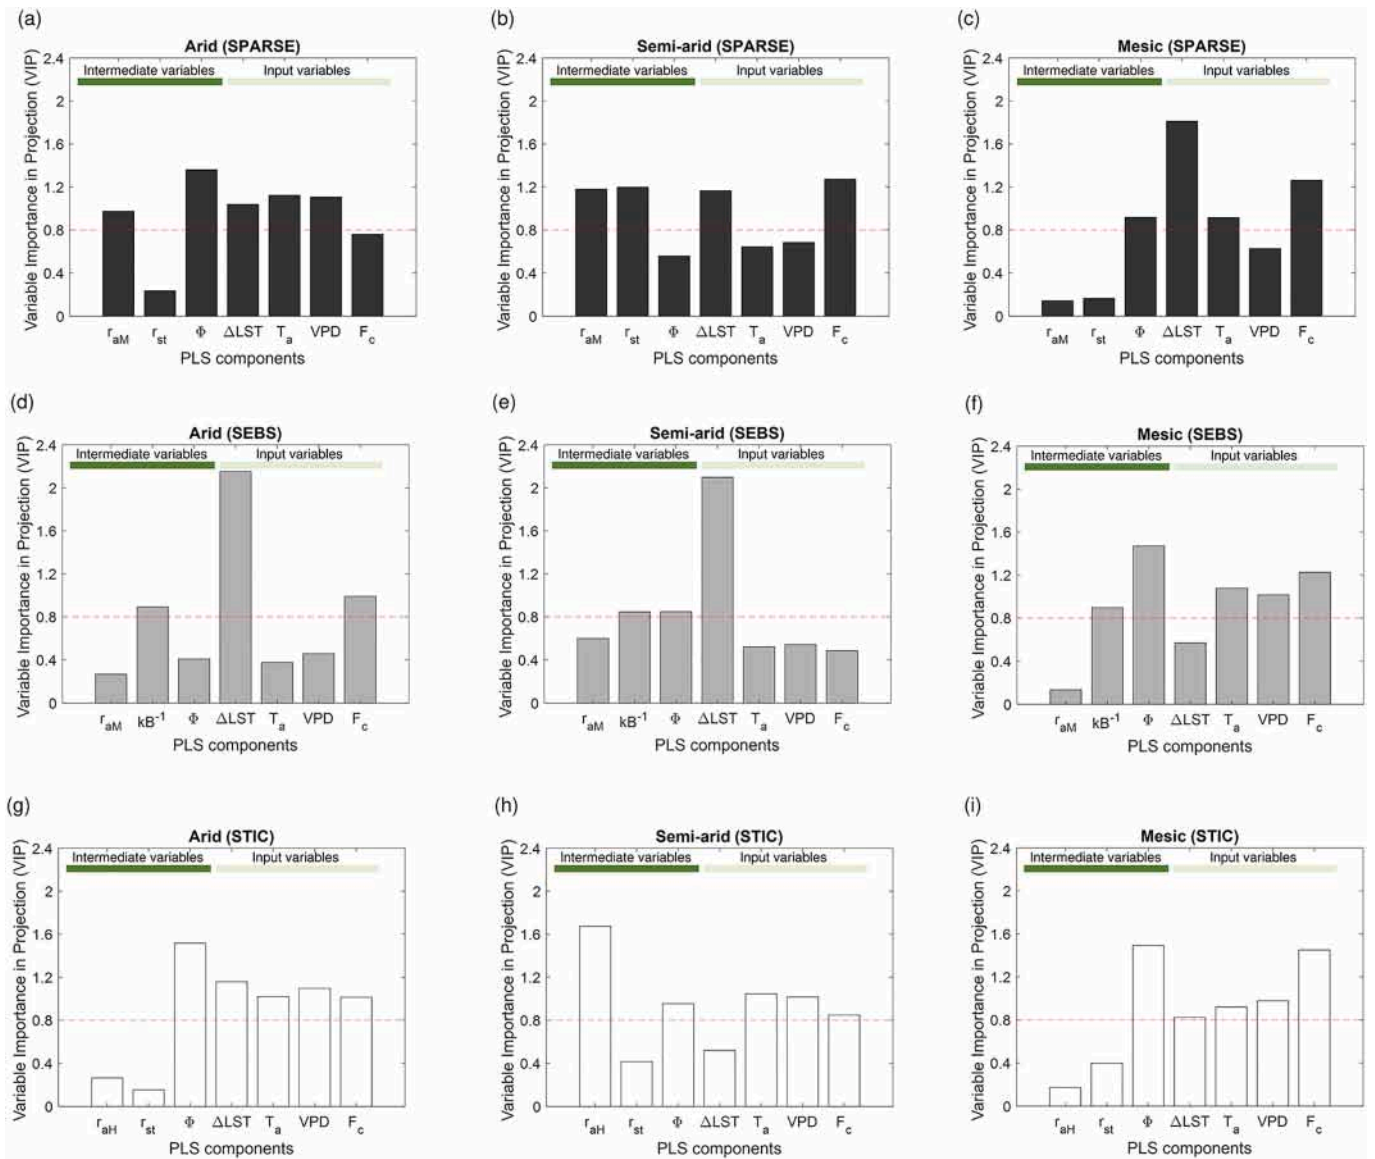 (a)
Arid (SPARSE)
Variable Importance in Projection (VIP)
Intermediate variables Input variables
2.4
2
1.6
1.2
0.8
0.4
0
raM rst Φ ΔLST Ta VPD Fc
PLS components
(b)
Semi-arid (SPARSE)
Variable Importance in Projection (VIP)
Intermediate variables Input variables
2.4
2
1.6
1.2
0.8
0.4
0
raM rst Φ ΔLST Ta VPD Fc
PLS components
(c)
Mesic (SPARSE)
Variable Importance in Projection (VIP)
Intermediate variables Input variables
2.4
2
1.6
1.2
0.8
0.4
0
raM rst Φ ΔLST Ta VPD Fc
PLS components
(d)
Arid (SEBS)
Variable Importance in Projection (VIP)
Intermediate variables Input variables
2.4
2
1.6
1.2
0.8
0.4
0
raM kB-1 Φ ΔLST Ta VPD Fc
PLS components
(e)
Semi-arid (SEBS)
Variable Importance in Projection (VIP)
Intermediate variables Input variables
2.4
2
1.6
1.2
0.8
0.4
0
raM kB-1 Φ ΔLST Ta VPD Fc
PLS components
(f)
Mesic (SEBS)
Variable Importance in Projection (VIP)
Intermediate variables Input variables
2.4
2
1.6
1.2
0.8
0.4
0
raM kB-1 Φ ΔLST Ta VPD Fc
PLS components
(g)
Arid (STIC)
Variable Importance in Projection (VIP)
Intermediate variables Input variables
2.4
2
1.6
1.2
0.8
0.4
0
raH rst Φ ΔLST Ta VPD Fc
PLS components
(h)
Semi-arid (STIC)
Variable Importance in Projection (VIP)
Intermediate variables Input variables
2.4
2
1.6
1.2
0.8
0.4
0
raH rst Φ ΔLST Ta VPD Fc
PLS components
(i)
Mesic (STIC)
Variable Importance in Projection (VIP)
Intermediate variables Input variables
2.4
2
1.6
1.2
0.8
0.4
0
raH rst Φ ΔLST Ta VPD Fc
PLS components